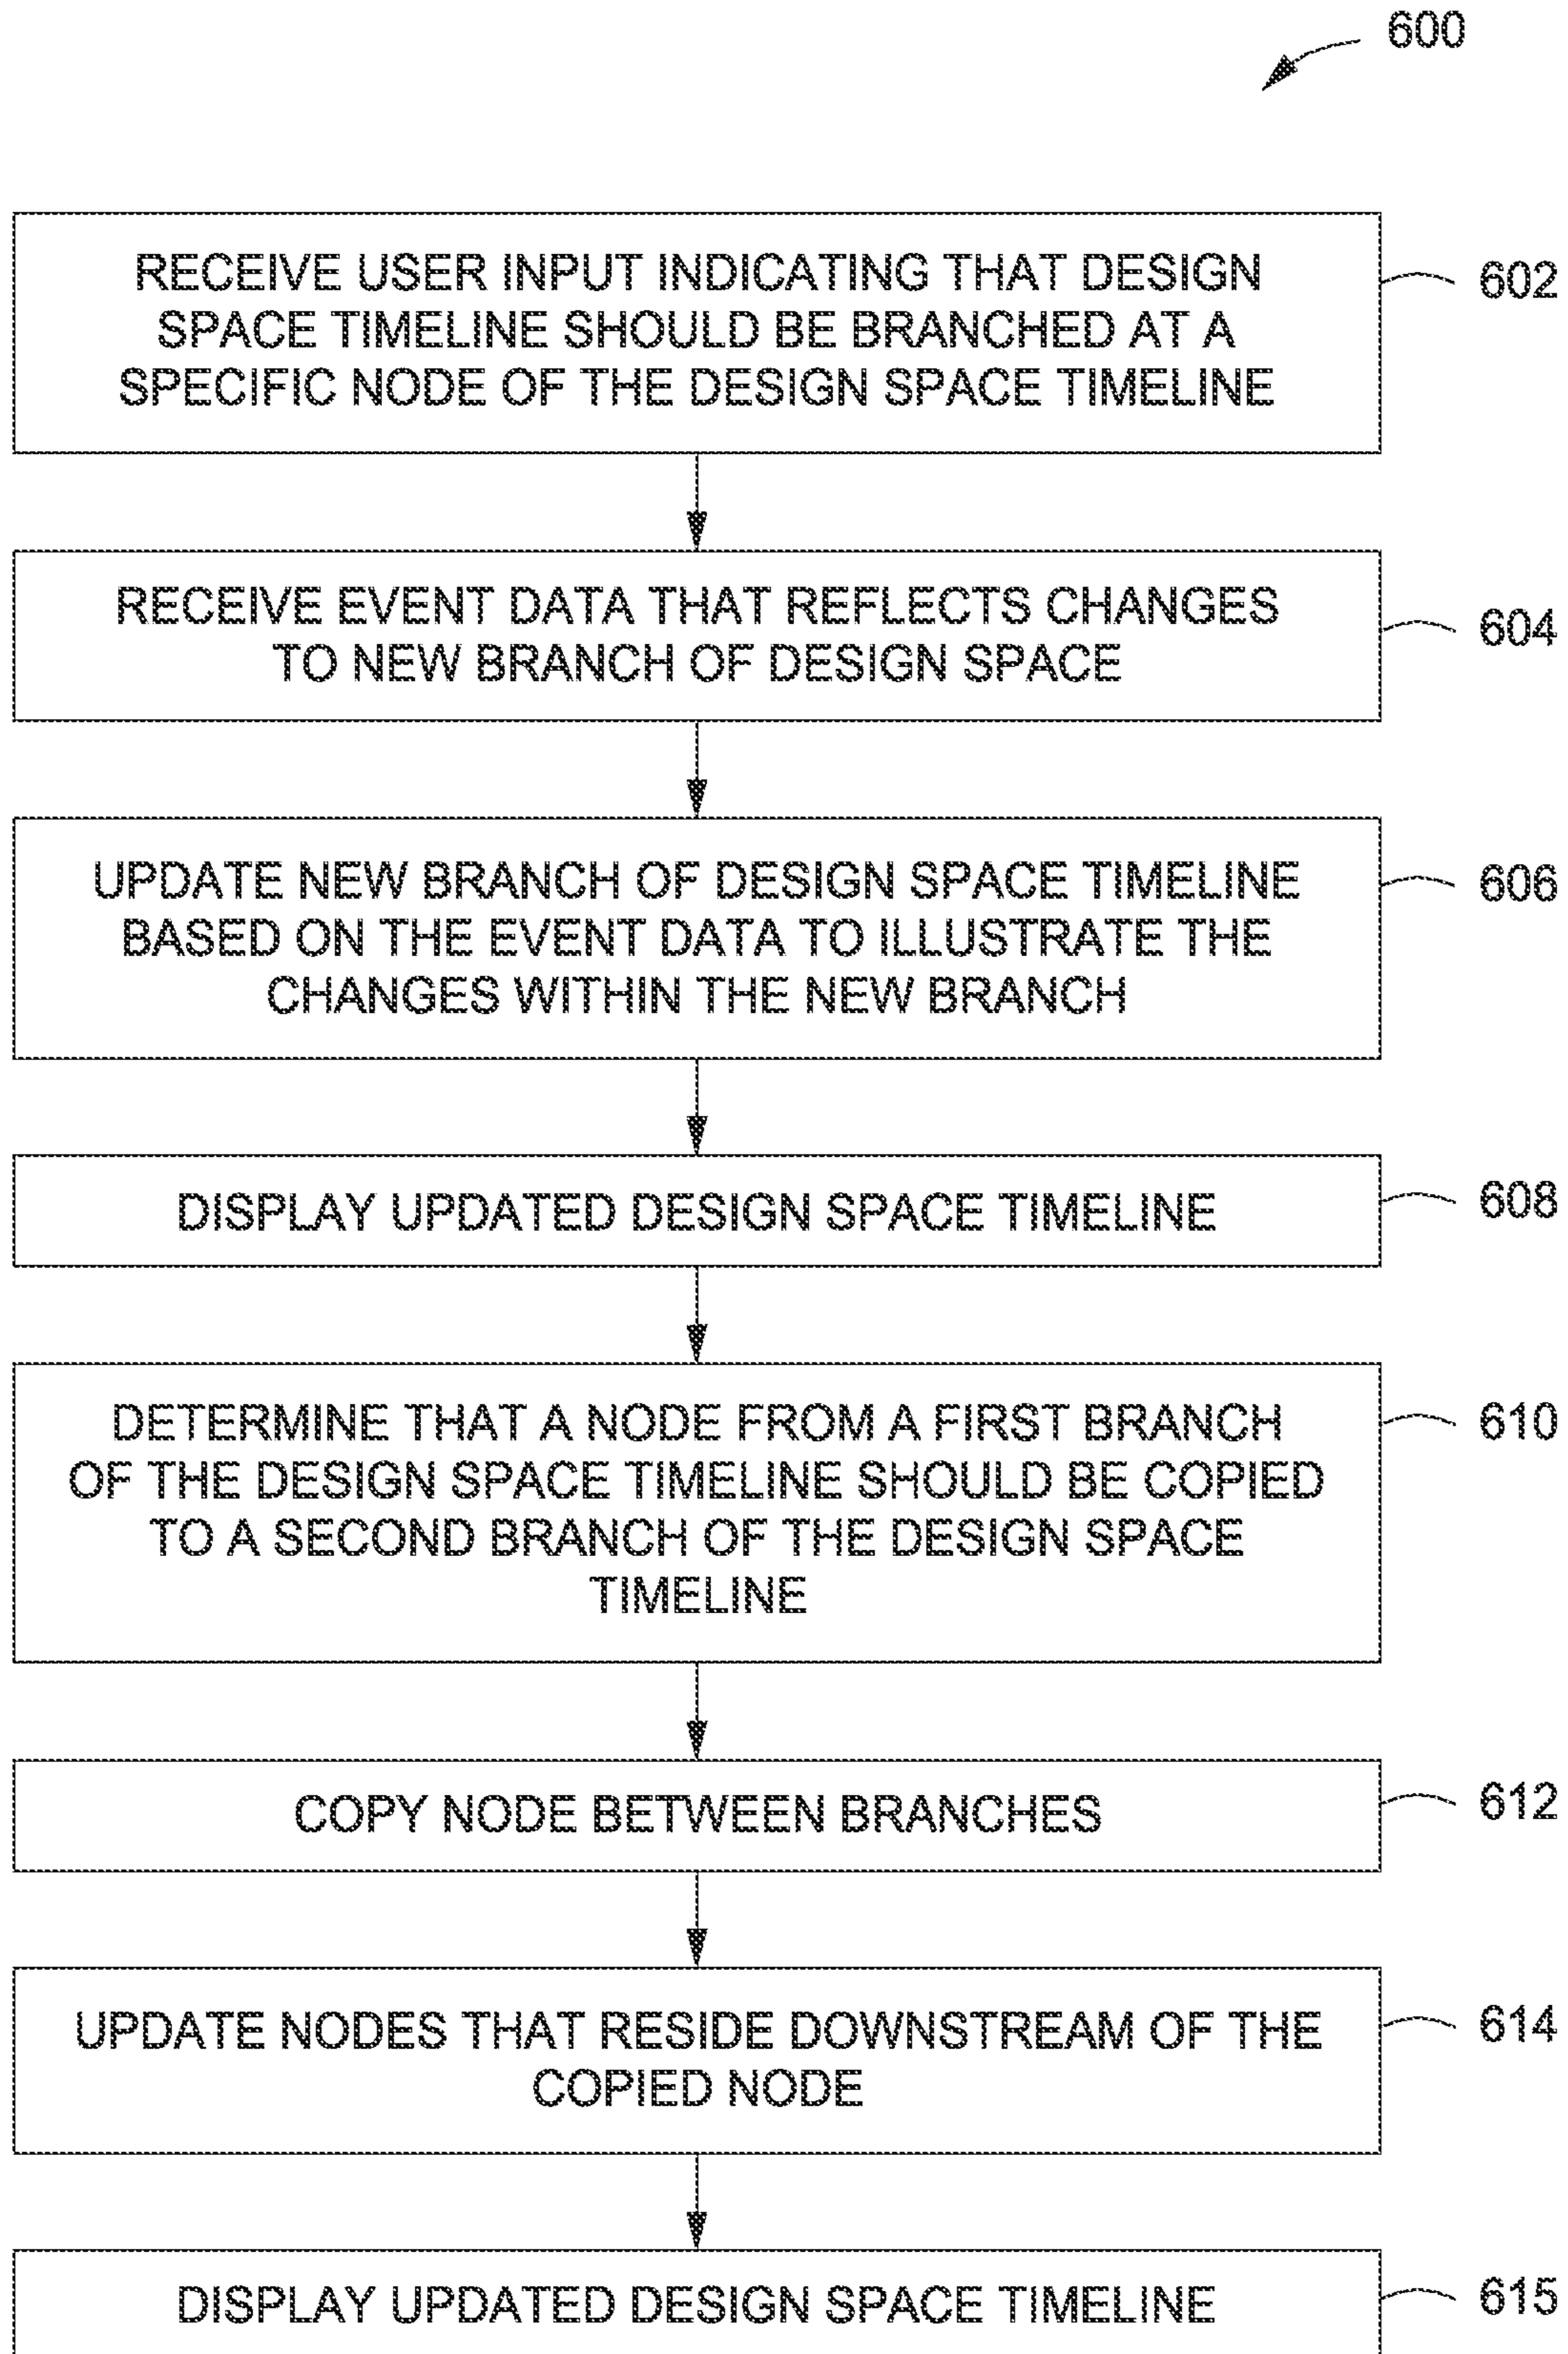 600
RECEIVE USER INPUT INDICATING THAT DESIGN
SPACE TIMELINE SHOULD BE BRANCHED AT A
SPECIFIC NODE OF THE DESIGN SPACE TIMELINE
602
RECEIVE EVENT DATA THAT REFLECTS CHANGES
TO NEW BRANCH OF DESIGN SPACE
604
UPDATE NEW BRANCH OF DESIGN SPACE TIMELINE
BASED ON THE EVENT DATA TO ILLUSTRATE THE
CHANGES WITHIN THE NEW BRANCH
606
DISPLAY UPDATED DESIGN SPACE TIMELINE
608
DETERMINE THAT A NODE FROM A FIRST BRANCH
OF THE DESIGN SPACE TIMELINE SHOULD BE COPIED
TO A SECOND BRANCH OF THE DESIGN SPACE
TIMELINE
610
COPY NODE BETWEEN BRANCHES
612
UPDATE NODES THAT RESIDE DOWNSTREAM OF THE
COPIED NODE
614
DISPLAY UPDATED DESIGN SPACE TIMELINE
615